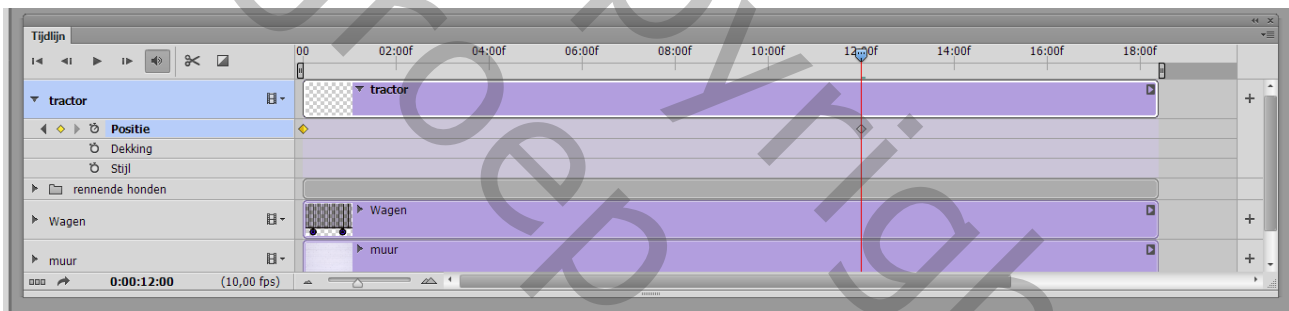 Tijdlijn
00 02:00f 04:00f 06:00f 08:00f 10:00f 12:00f 14:00f 16:00f 18:00f
tractor tractor
Positie
Dekking
Stijl
rennende honden
Wagen Wagen
muur muur
0:00:12:00 (10,00 fps)